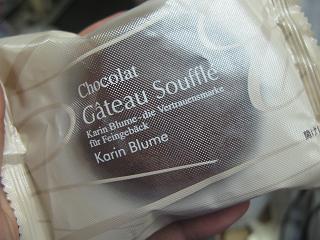 Chocolat
Gâteau Soufflé
Karin Blume - die Vertrauensmarke
für Feingebäck
Karin Blume